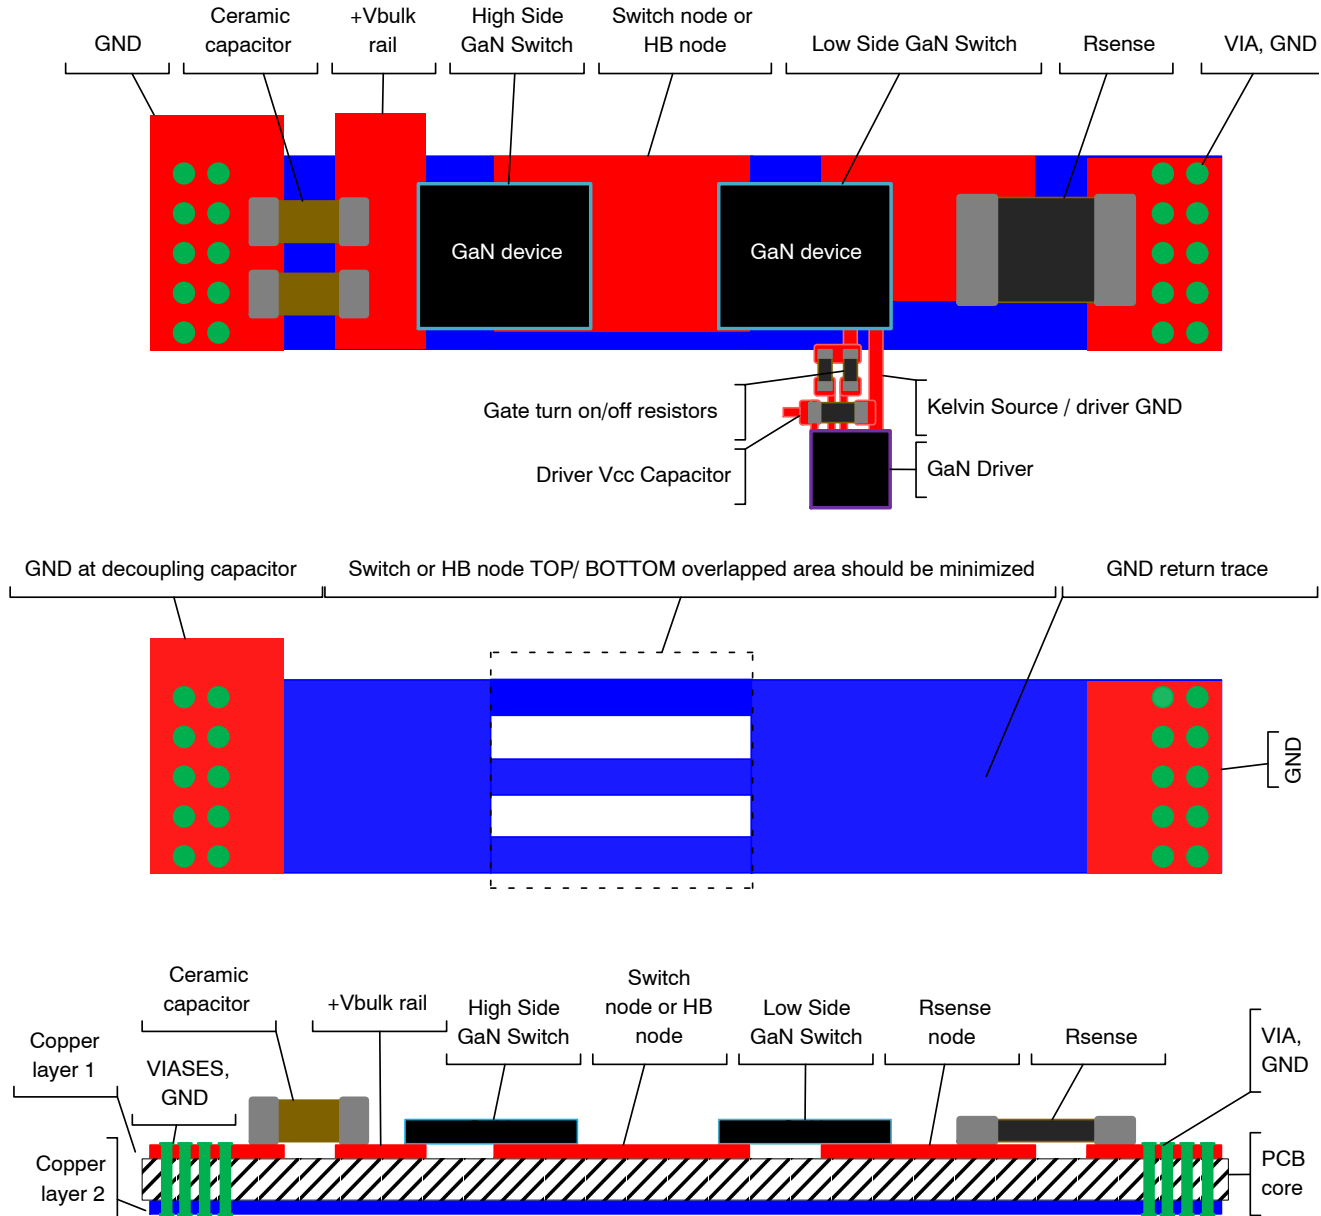 GND
Ceramic
capacitor
+Vbulk
rail
High Side
GaN Switch
Switch node or
HB node
Low Side GaN Switch
Rsense
VIA, GND
GaN device
GaN device
Gate turn on/off resistors
Kelvin Source / driver GND
Driver Vcc Capacitor
GaN Driver
GND at decoupling capacitor
Switch or HB node TOP/ BOTTOM overlapped area should be minimized
GND return trace
GND
Copper
layer 1
VIASES,
GND
Ceramic
capacitor
+Vbulk rail
High Side
GaN Switch
Switch
node or HB
node
Low Side
GaN Switch
Rsense
node
Rsense
VIA,
GND
Copper
layer 2
PCB
core